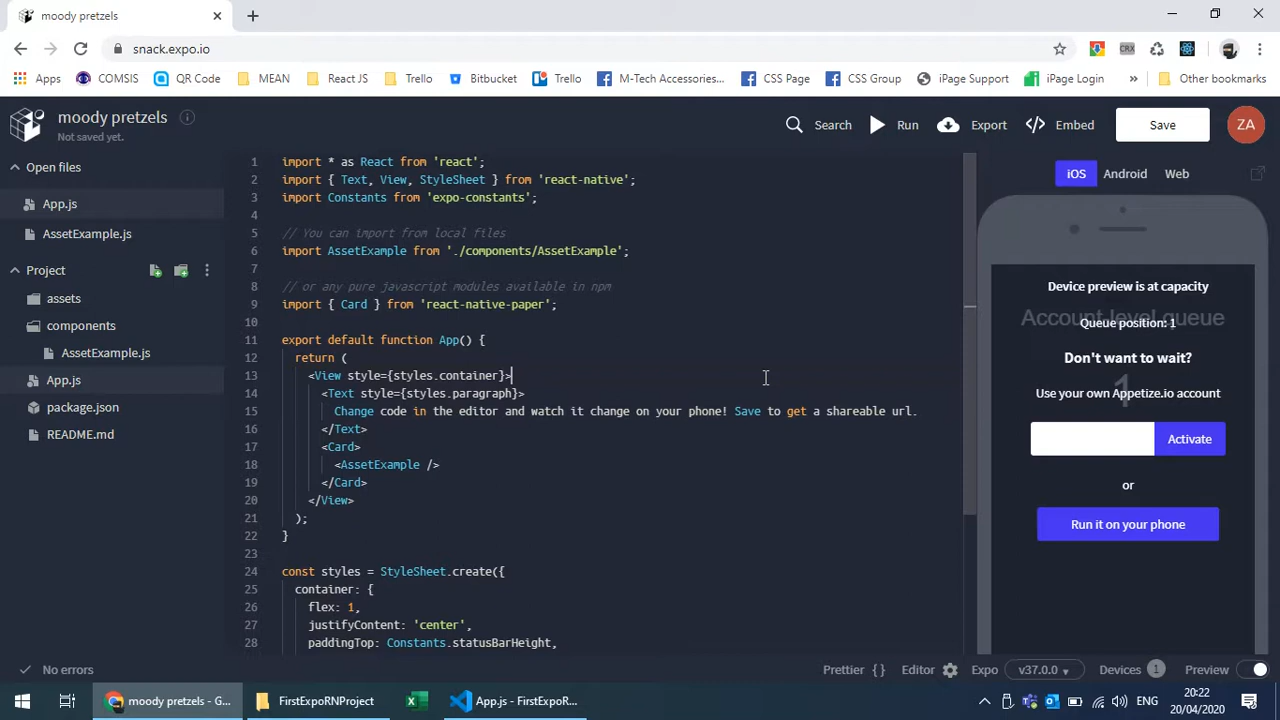 moody pretzels
snack.expo.io
Apps COMSIS QR Code MEAN React JS Trello Bitbucket Trello M-Tech Accessories... CSS Page CSS Group iPage Support iPage Login » Other bookmarks
moody pretzels
Not saved yet.
Search Run Export Embed Save ZA
Open files
App.js
AssetExample.js
Project
assets
components
AssetExample.js
App.js
package.json
README.md
1 import * as React from 'react';
2 import { Text, View, StyleSheet } from 'react-native';
3 import Constants from 'expo-constants';
4
5 // You can import from local files
6 import AssetExample from './components/AssetExample';
7
8 // or any pure javascript modules available in npm
9 import { Card } from 'react-native-paper';
10
11 export default function App() {
12 return (
13 <View style={styles.container}>
14 <Text style={styles.paragraph}>
15 Change code in the editor and watch it change on your phone! Save to get a shareable url.
16 </Text>
17 <Card>
18 <AssetExample />
19 </Card>
20 </View>
21 );
22 }
23
24 const styles = StyleSheet.create({
25 container: {
26 flex: 1,
27 justifyContent: 'center',
28 paddingTop: Constants.statusBarHeight,
iOS Android Web
Device preview is at capacity
Account-level queue
Queue position: 1
Don't want to wait?
1
Use your own Appetize.io account
Activate
or
Run it on your phone
No errors
Prettier {} Editor Expo v37.0.0 Devices 1 Preview
moody pretzels - G... FirstExpoRNProject App.js - FirstExpoR... ENG 20:22
20/04/2020